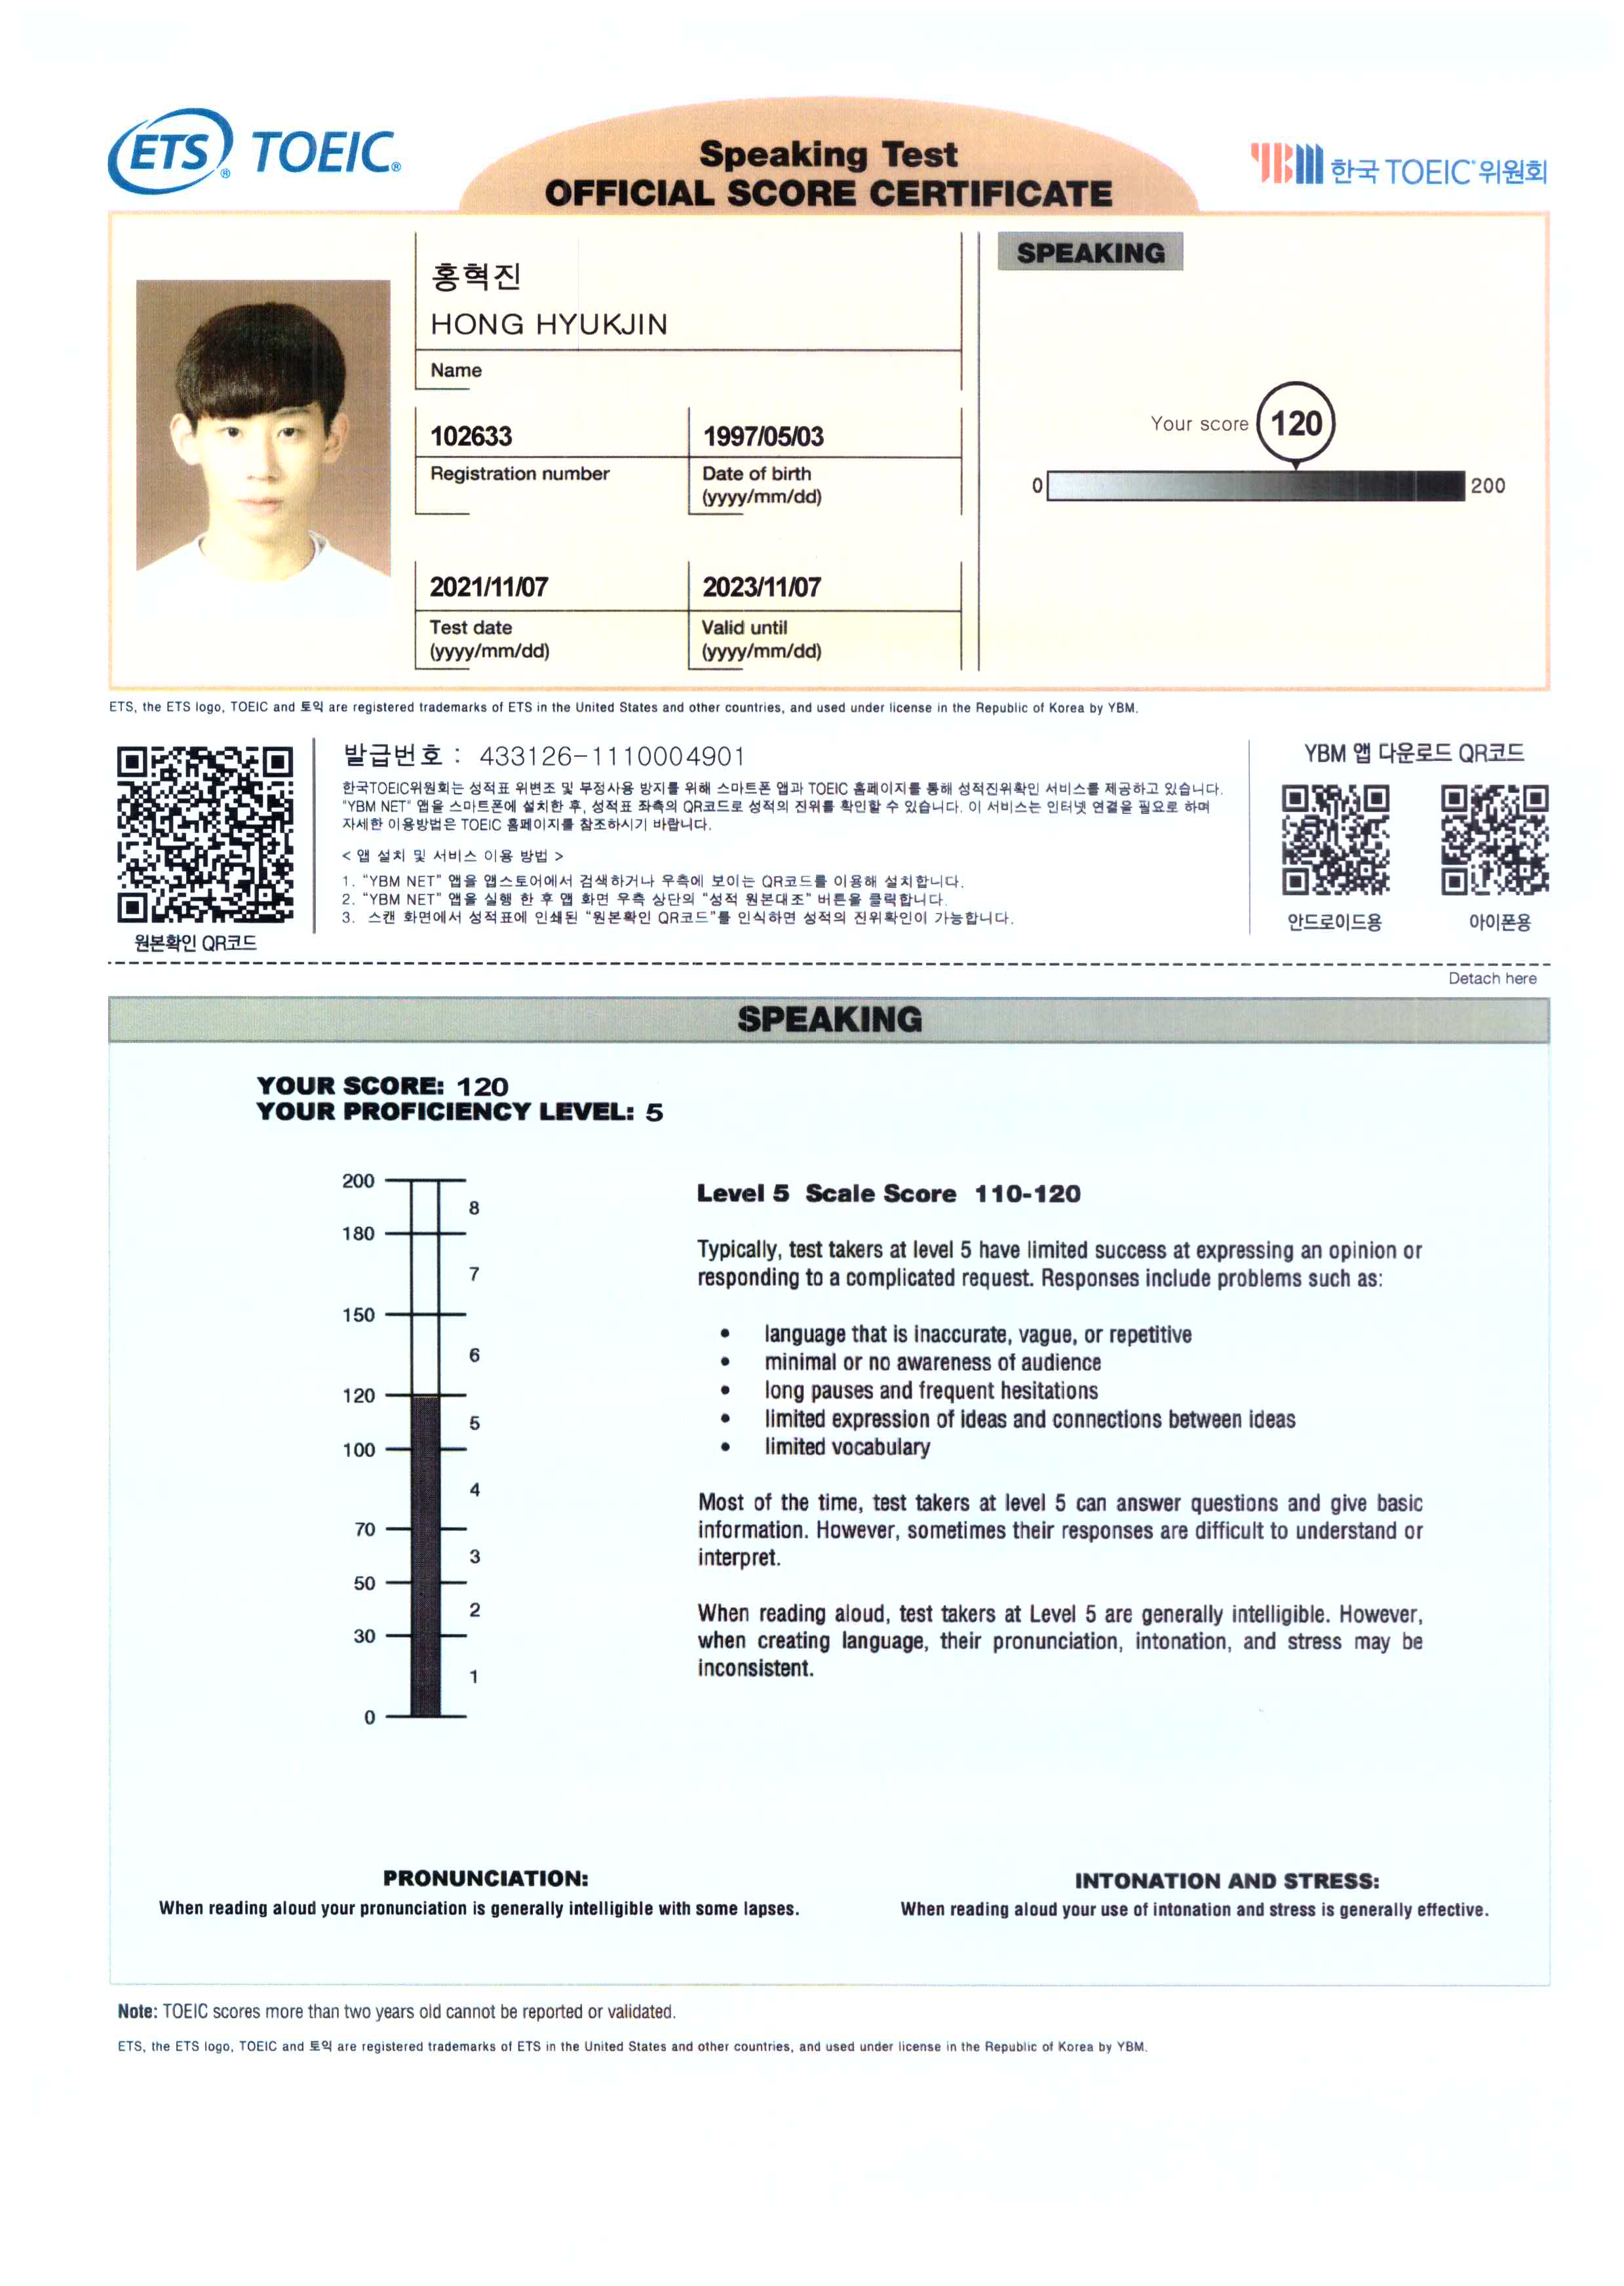 ETS® TOEIC®
Speaking Test
OFFICIAL SCORE CERTIFICATE
YBM 한국TOEIC®위원회
홍혁진
HONG HYUKJIN
Name
102633
Registration number
1997/05/03
Date of birth
(yyyy/mm/dd)
2021/11/07
Test date
(yyyy/mm/dd)
2023/11/07
Valid until
(yyyy/mm/dd)
SPEAKING
Your score 120
0
200
ETS, the ETS logo, TOEIC and 토익 are registered trademarks of ETS in the United States and other countries, and used under license in the Republic of Korea by YBM.
원본확인 QR코드
발급번호 : 433126-1110004901
한국TOEIC위원회는 성적표 위변조 및 부정사용 방지를 위해 스마트폰 앱과 TOEIC 홈페이지를 통해 성적진위확인 서비스를 제공하고 있습니다.
"YBM NET" 앱을 스마트폰에 설치한 후, 성적표 좌측의 QR코드로 성적의 진위를 확인할 수 있습니다. 이 서비스는 인터넷 연결을 필요로 하며
자세한 이용방법은 TOEIC 홈페이지를 참조하시기 바랍니다.
< 앱 설치 및 서비스 이용 방법 >
1. "YBM NET" 앱을 앱스토어에서 검색하거나 우측에 보이는 QR코드를 이용해 설치합니다.
2. "YBM NET" 앱을 실행 한 후 앱 화면 우측 상단의 "성적 원본대조" 버튼을 클릭합니다.
3. 스캔 화면에서 성적표에 인쇄된 "원본확인 QR코드"를 인식하면 성적의 진위확인이 가능합니다.
YBM 앱 다운로드 QR코드
안드로이드용
아이폰용
Detach here
SPEAKING
YOUR SCORE: 120
YOUR PROFICIENCY LEVEL: 5
200
8
180
7
150
6
120
5
100
4
70
3
50
2
30
1
0
Level 5 Scale Score 110-120
Typically, test takers at level 5 have limited success at expressing an opinion or
responding to a complicated request. Responses include problems such as:
• language that is inaccurate, vague, or repetitive
• minimal or no awareness of audience
• long pauses and frequent hesitations
• limited expression of ideas and connections between ideas
• limited vocabulary
Most of the time, test takers at level 5 can answer questions and give basic
information. However, sometimes their responses are difficult to understand or
interpret.
When reading aloud, test takers at Level 5 are generally intelligible. However,
when creating language, their pronunciation, intonation, and stress may be
inconsistent.
PRONUNCIATION:
When reading aloud your pronunciation is generally intelligible with some lapses.
INTONATION AND STRESS:
When reading aloud your use of intonation and stress is generally effective.
Note: TOEIC scores more than two years old cannot be reported or validated.
ETS, the ETS logo, TOEIC and 토익 are registered trademarks of ETS in the United States and other countries, and used under license in the Republic of Korea by YBM.